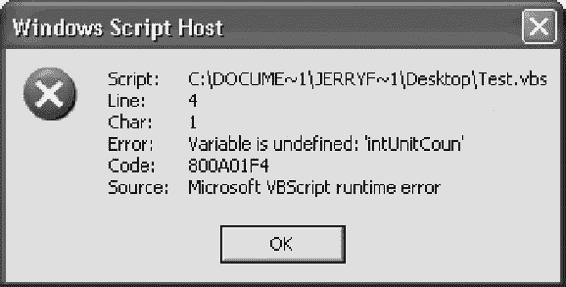 Windows Script Host
Script: C:\DOCUME~1\JERRYF~1\Desktop\Test.vbs
Line: 4
Char: 1
Error: Variable is undefined: 'intUnitCoun'
Code: 800A01F4
Source: Microsoft VBScript runtime error
OK